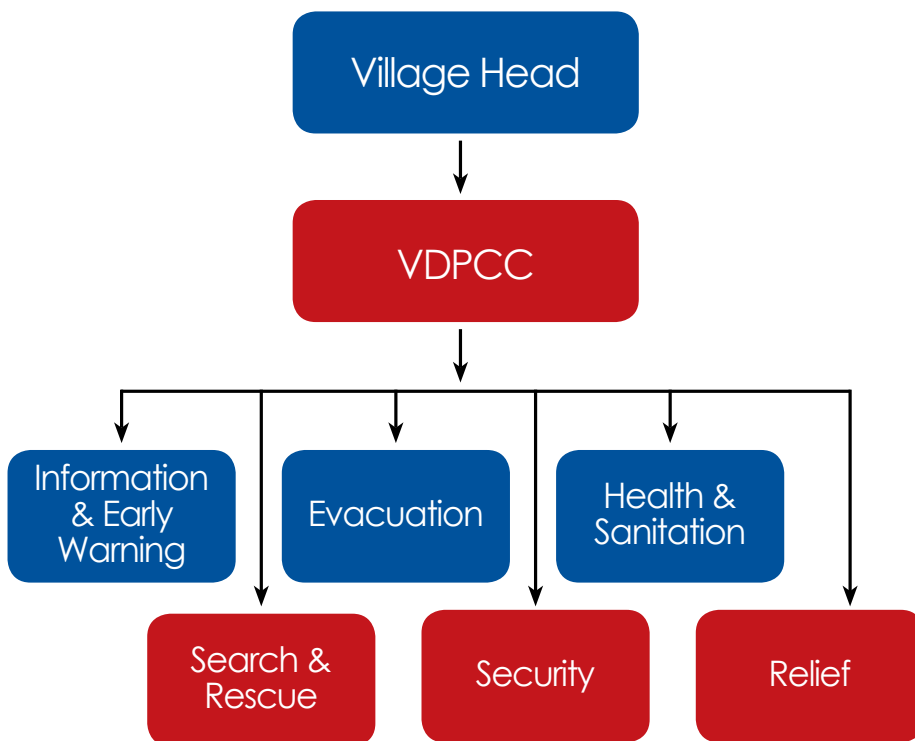 Village Head
VDPCC
Information
& Early
Warning
Evacuation
Health &
Sanitation
Search &
Rescue
Security
Relief